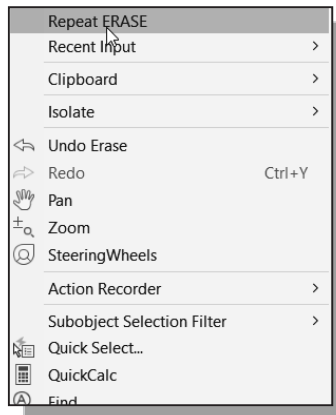 Repeat ERASE
Recent Input
Clipboard
Isolate
Undo Erase
Redo Ctrl+Y
Pan
Zoom
SteeringWheels
Action Recorder
Subobject Selection Filter
Quick Select...
QuickCalc
Find